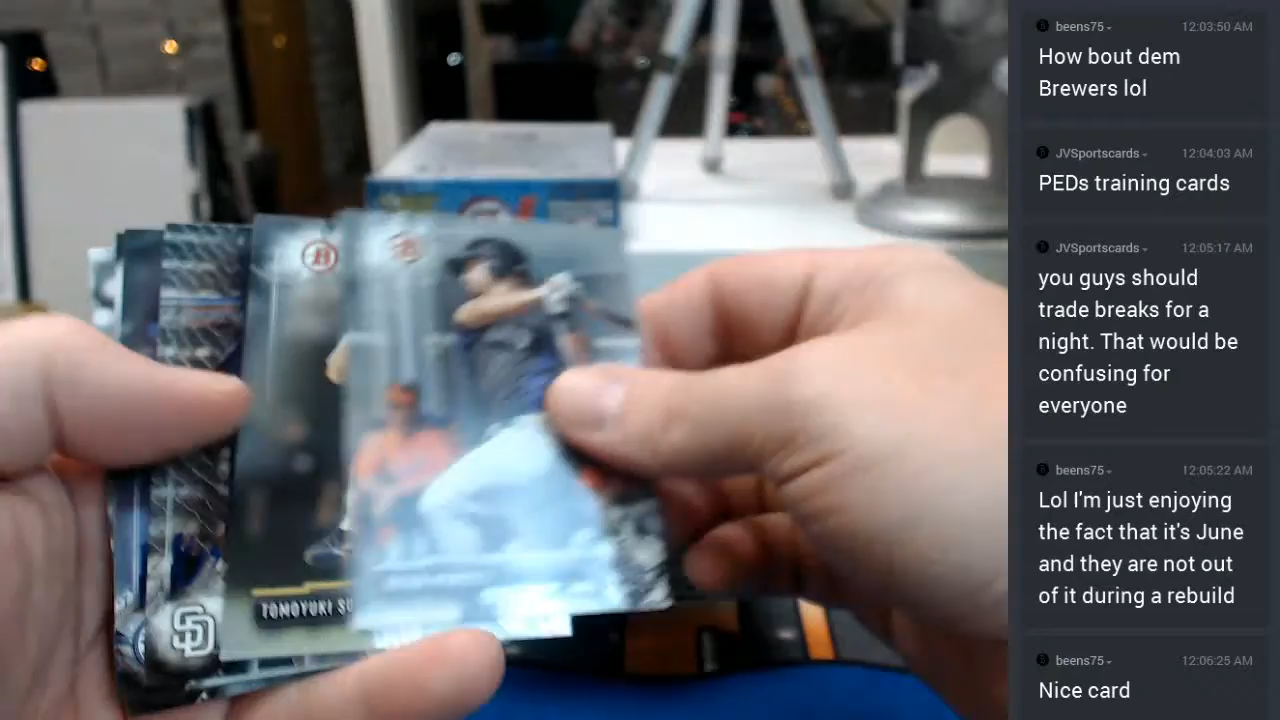 beens75
12:03:50 AM
How bout dem
Brewers lol
JVSportscards
12:04:03 AM
PEDs training cards
JVSportscards
12:05:17 AM
you guys should
trade breaks for a
night. That would be
confusing for
everyone
beens75
12:05:22 AM
Lol I'm just enjoying
the fact that it's June
and they are not out
of it during a rebuild
beens75
12:06:25 AM
Nice card
B
B
TOMOYUKI SU
SD